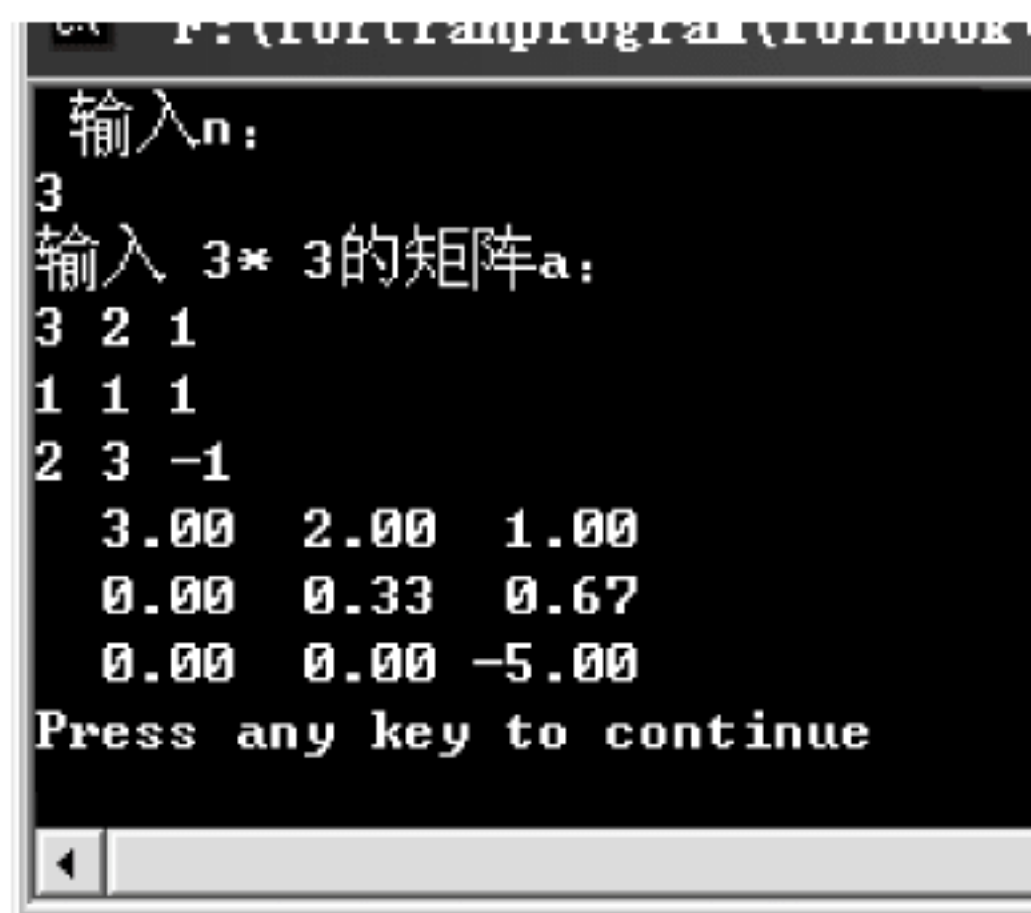 F:\fortranprogram\forbook\
输入n：
3
输入 3* 3的矩阵a：
3 2 1
1 1 1
2 3 -1
3.00 2.00 1.00
0.00 0.33 0.67
0.00 0.00 -5.00
Press any key to continue